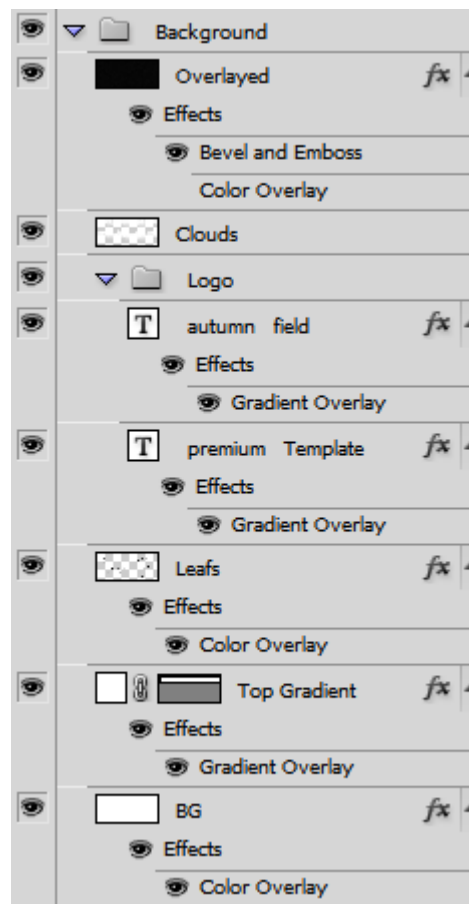 Background
Overlayed fx
Effects
Bevel and Emboss
Color Overlay
Clouds
Logo
T autumn field fx
Effects
Gradient Overlay
T premium Template fx
Effects
Gradient Overlay
Leafs fx
Effects
Color Overlay
Top Gradient fx
Effects
Gradient Overlay
BG fx
Effects
Color Overlay